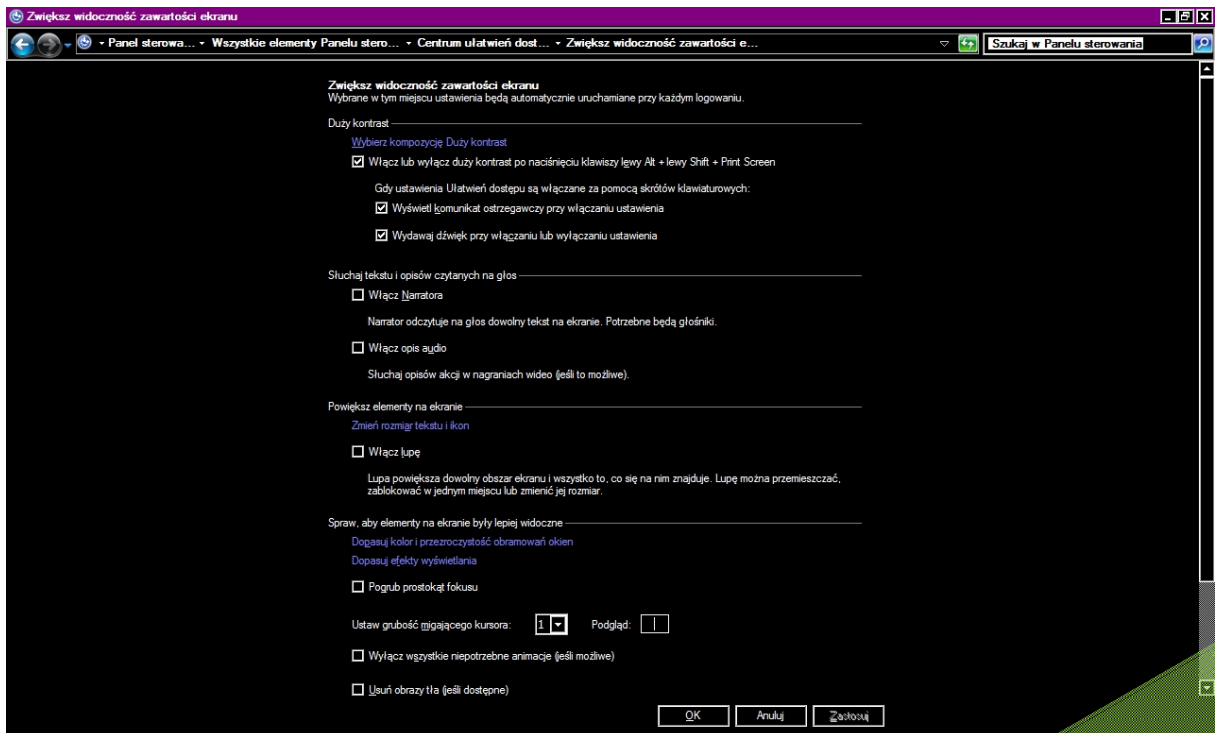 Zwiększ widoczność zawartości ekranu
Panel sterowa... Wszystkie elementy Panelu stero... Centrum ułatwień dost... Zwiększ widoczność zawartości e... Szukaj w Panelu sterowania
Zwiększ widoczność zawartości ekranu
Wybrane w tym miejscu ustawienia będą automatycznie uruchamiane przy każdym logowaniu.
Duży kontrast
Wybierz kompozycję Duży kontrast
Włącz lub wyłącz duży kontrast po naciśnięciu klawiszy lewy Alt + lewy Shift + Print Screen
Gdy ustawienia Ułatwień dostępu są włączane za pomocą skrótów klawiaturowych:
Wyświetl komunikat ostrzegawczy przy włączaniu ustawienia
Wydawaj dźwięk przy włączaniu lub wyłączaniu ustawienia
Słuchaj tekstu i opisów czytanych na głos
Włącz Narratora
Narrator odczytuje na głos dowolny tekst na ekranie. Potrzebne będą głośniki.
Włącz opis audio
Słuchaj opisów akcji w nagraniach wideo (jeśli to możliwe).
Powiększ elementy na ekranie
Zmień rozmiar tekstu i ikon
Włącz lupę
Lupa powiększa dowolny obszar ekranu i wszystko to, co się na nim znajduje. Lupę można przemieszczać,
zablokować w jednym miejscu lub zmienić jej rozmiar.
Spraw, aby elementy na ekranie były lepiej widoczne
Dopasuj kolor i przezroczystość obramowań okien
Dopasuj efekty wyświetlania
Pogrub prostokąt fokusu
Ustaw grubość migającego kursora: 1 Podgląd:
Wyłącz wszystkie niepotrzebne animacje (jeśli możliwe)
Usuń obrazy tła (jeśli dostępne)
OK Anuluj Zastosuj